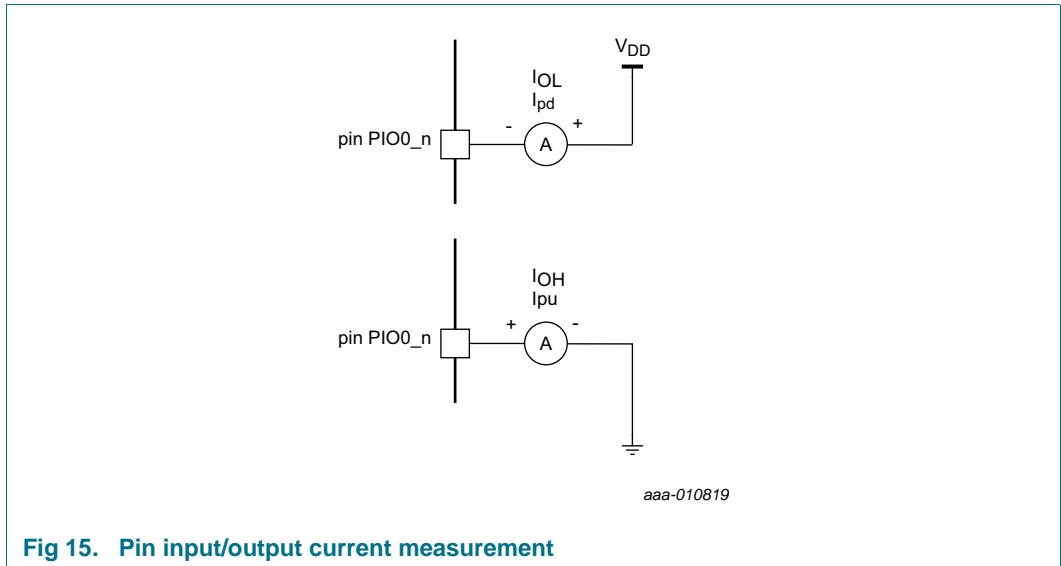 VDD
IOL
Ipd
pin PIO0_n
- +
A
IOH
Ipu
pin PIO0_n
+ -
A
aaa-010819
Fig 15. Pin input/output current measurement